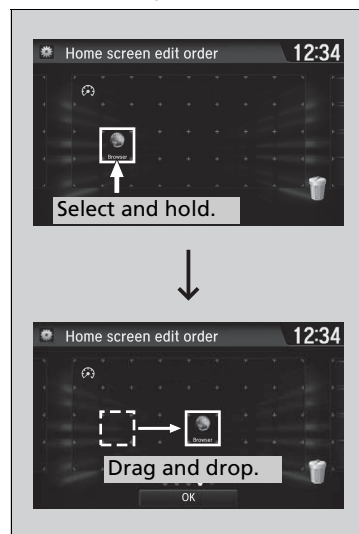 Home screen edit order 12:34
Browser
Select and hold.
Home screen edit order 12:34
Browser
Drag and drop.
OK